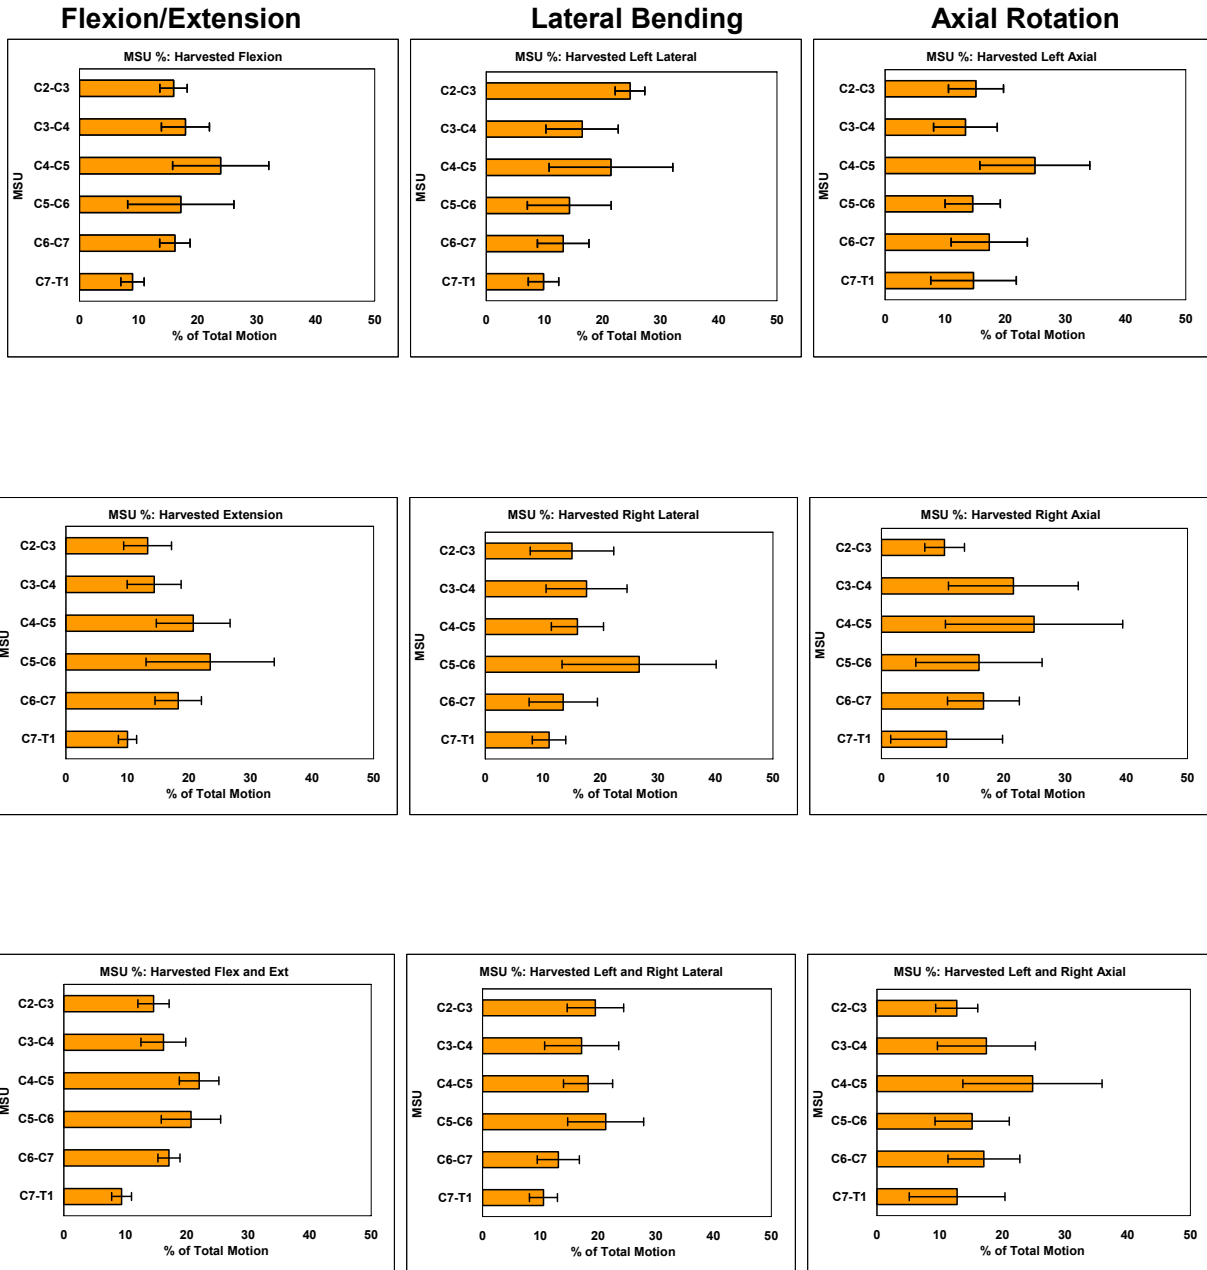 Flexion/Extension
Lateral Bending
Axial Rotation
MSU %: Harvested Flexion
C2-C3
C3-C4
C4-C5
C5-C6
C6-C7
C7-T1
MSU
0 10 20 30 40 50
% of Total Motion
MSU %: Harvested Left Lateral
C2-C3
C3-C4
C4-C5
C5-C6
C6-C7
C7-T1
MSU
0 10 20 30 40 50
% of Total Motion
MSU %: Harvested Left Axial
C2-C3
C3-C4
C4-C5
C5-C6
C6-C7
C7-T1
MSU
0 10 20 30 40 50
% of Total Motion
MSU %: Harvested Extension
C2-C3
C3-C4
C4-C5
C5-C6
C6-C7
C7-T1
MSU
0 10 20 30 40 50
% of Total Motion
MSU %: Harvested Right Lateral
C2-C3
C3-C4
C4-C5
C5-C6
C6-C7
C7-T1
MSU
0 10 20 30 40 50
% of Total Motion
MSU %: Harvested Right Axial
C2-C3
C3-C4
C4-C5
C5-C6
C6-C7
C7-T1
MSU
0 10 20 30 40 50
% of Total Motion
MSU %: Harvested Flex and Ext
C2-C3
C3-C4
C4-C5
C5-C6
C6-C7
C7-T1
MSU
0 10 20 30 40 50
% of Total Motion
MSU %: Harvested Left and Right Lateral
C2-C3
C3-C4
C4-C5
C5-C6
C6-C7
C7-T1
MSU
0 10 20 30 40 50
% of Total Motion
MSU %: Harvested Left and Right Axial
C2-C3
C3-C4
C4-C5
C5-C6
C6-C7
C7-T1
MSU
0 10 20 30 40 50
% of Total Motion